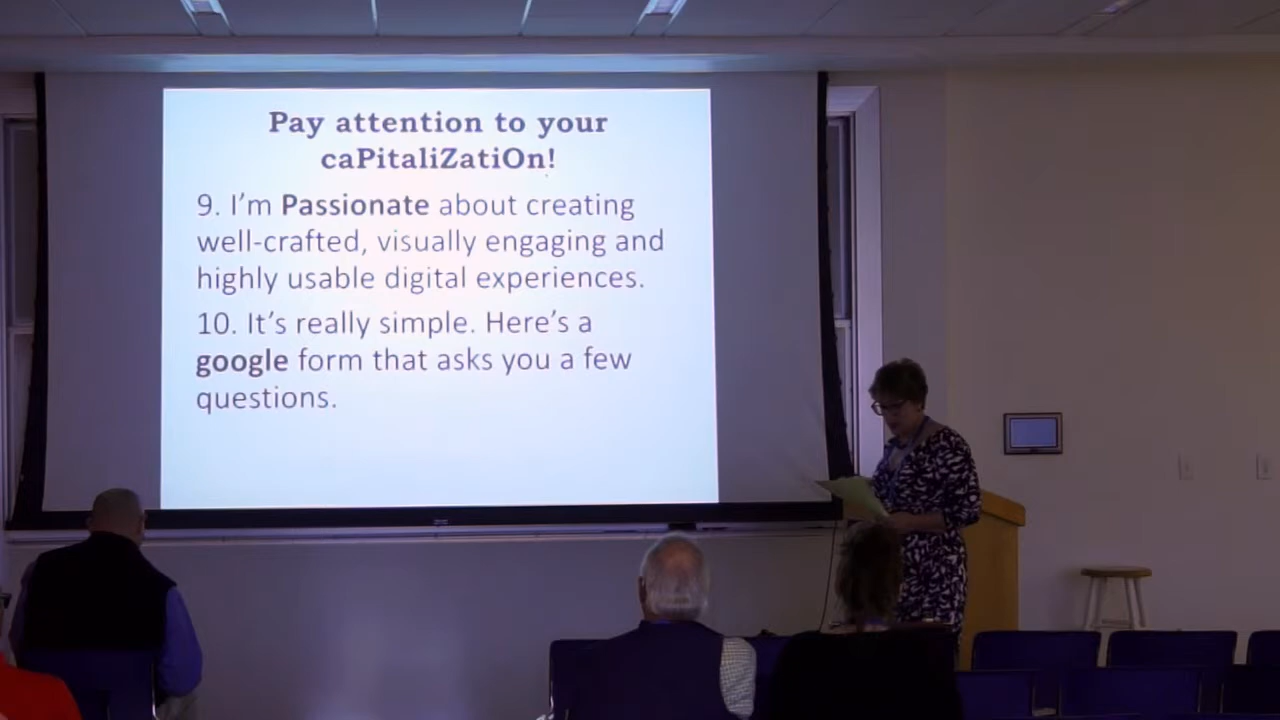 Pay attention to your
caPitaliZatiOn!
9. I’m Passionate about creating
well-crafted, visually engaging and
highly usable digital experiences.
10. It’s really simple. Here’s a
google form that asks you a few
questions.